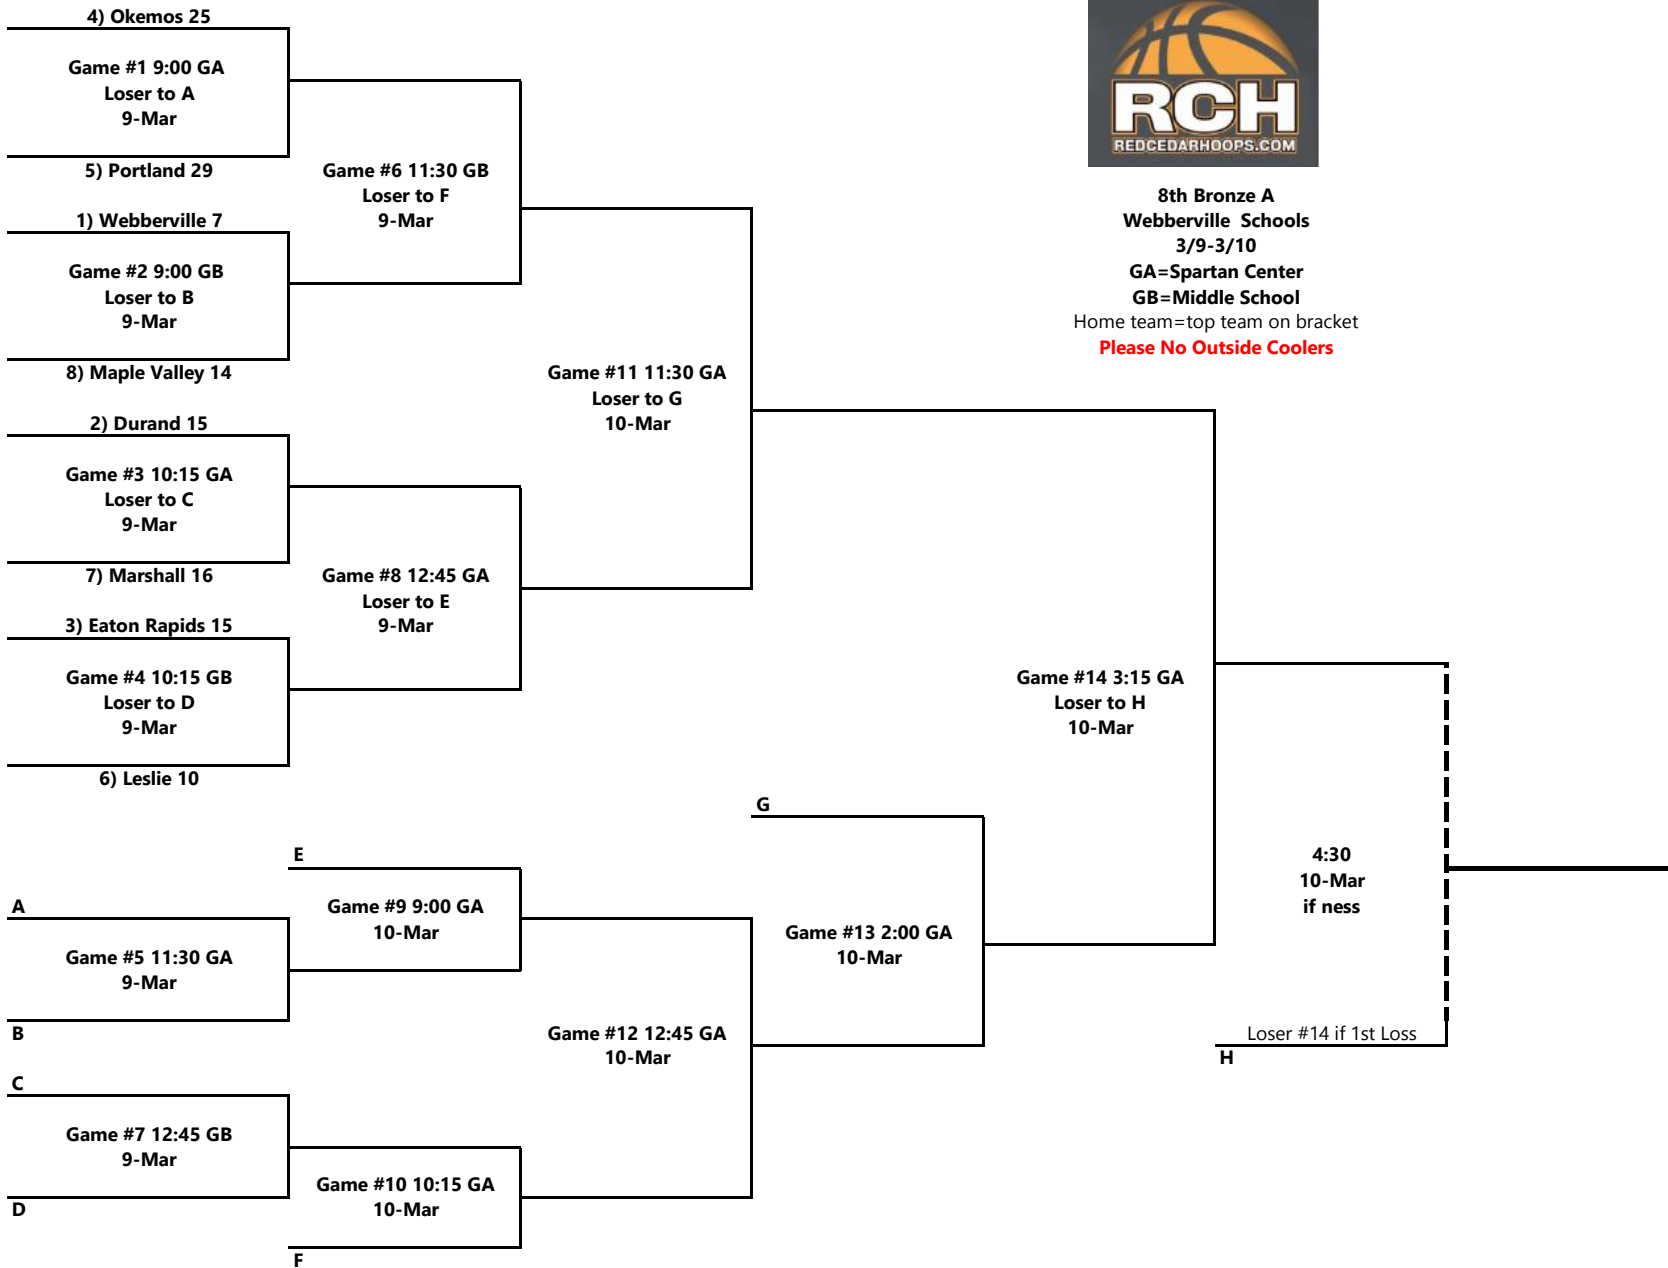 4) Okemos 25
Game #1 9:00 GA
Loser to A
9-Mar
5) Portland 29
1) Webberville 7
Game #2 9:00 GB
Loser to B
9-Mar
8) Maple Valley 14
2) Durand 15
Game #3 10:15 GA
Loser to C
9-Mar
7) Marshall 16
3) Eaton Rapids 15
Game #4 10:15 GB
Loser to D
9-Mar
6) Leslie 10
Game #6 11:30 GB
Loser to F
9-Mar
Game #8 12:45 GA
Loser to E
9-Mar
Game #11 11:30 GA
Loser to G
10-Mar
RCH
REDCEDARHOOPS.COM
8th Bronze A
Webberville  Schools
3/9-3/10
GA=Spartan Center
GB=Middle School
Home team=top team on bracket
Please No Outside Coolers
Game #14 3:15 GA
Loser to H
10-Mar
G
E
A
Game #5 11:30 GA
9-Mar
B
Game #9 9:00 GA
10-Mar
C
Game #7 12:45 GB
9-Mar
D
Game #10 10:15 GA
10-Mar
F
Game #12 12:45 GA
10-Mar
Game #13 2:00 GA
10-Mar
4:30
10-Mar
if ness
Loser #14 if 1st Loss
H